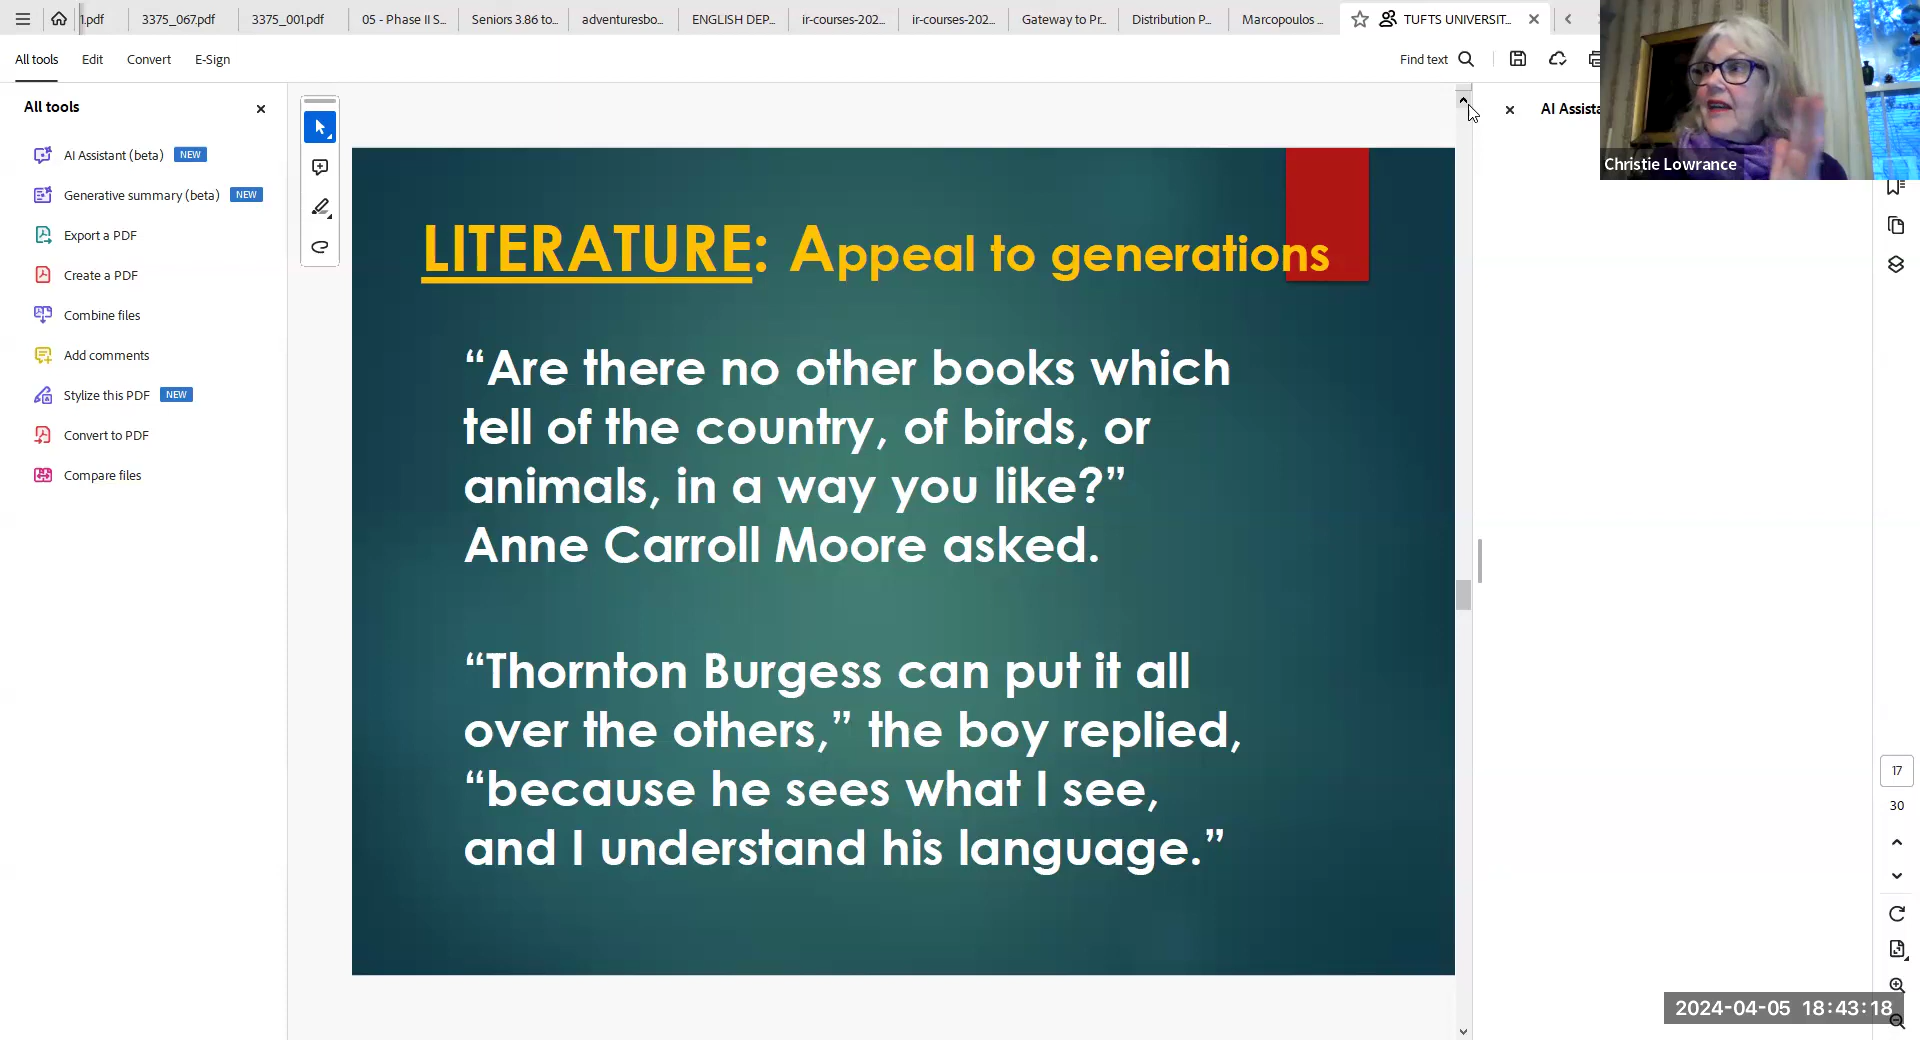 1.pdf
3375_067.pdf
3375_001.pdf
05 - Phase II S...
Seniors 3.86 to...
adventuresbo...
ENGLISH DEP...
ir-courses-202...
ir-courses-202...
Gateway to Pr...
Distribution P...
Marcopoulos ...
TUFTS UNIVERSIT...
All tools
Edit
Convert
E-Sign
Find text
All tools
AI Assistant (beta) NEW
Generative summary (beta) NEW
Export a PDF
Create a PDF
Combine files
Add comments
Stylize this PDF NEW
Convert to PDF
Compare files
LITERATURE: Appeal to generations
“Are there no other books which
tell of the country, of birds, or
animals, in a way you like?”
Anne Carroll Moore asked.
“Thornton Burgess can put it all
over the others,” the boy replied,
“because he sees what I see,
and I understand his language.”
AI Assista
Christie Lowrance
17
30
2024-04-05 18:43:18